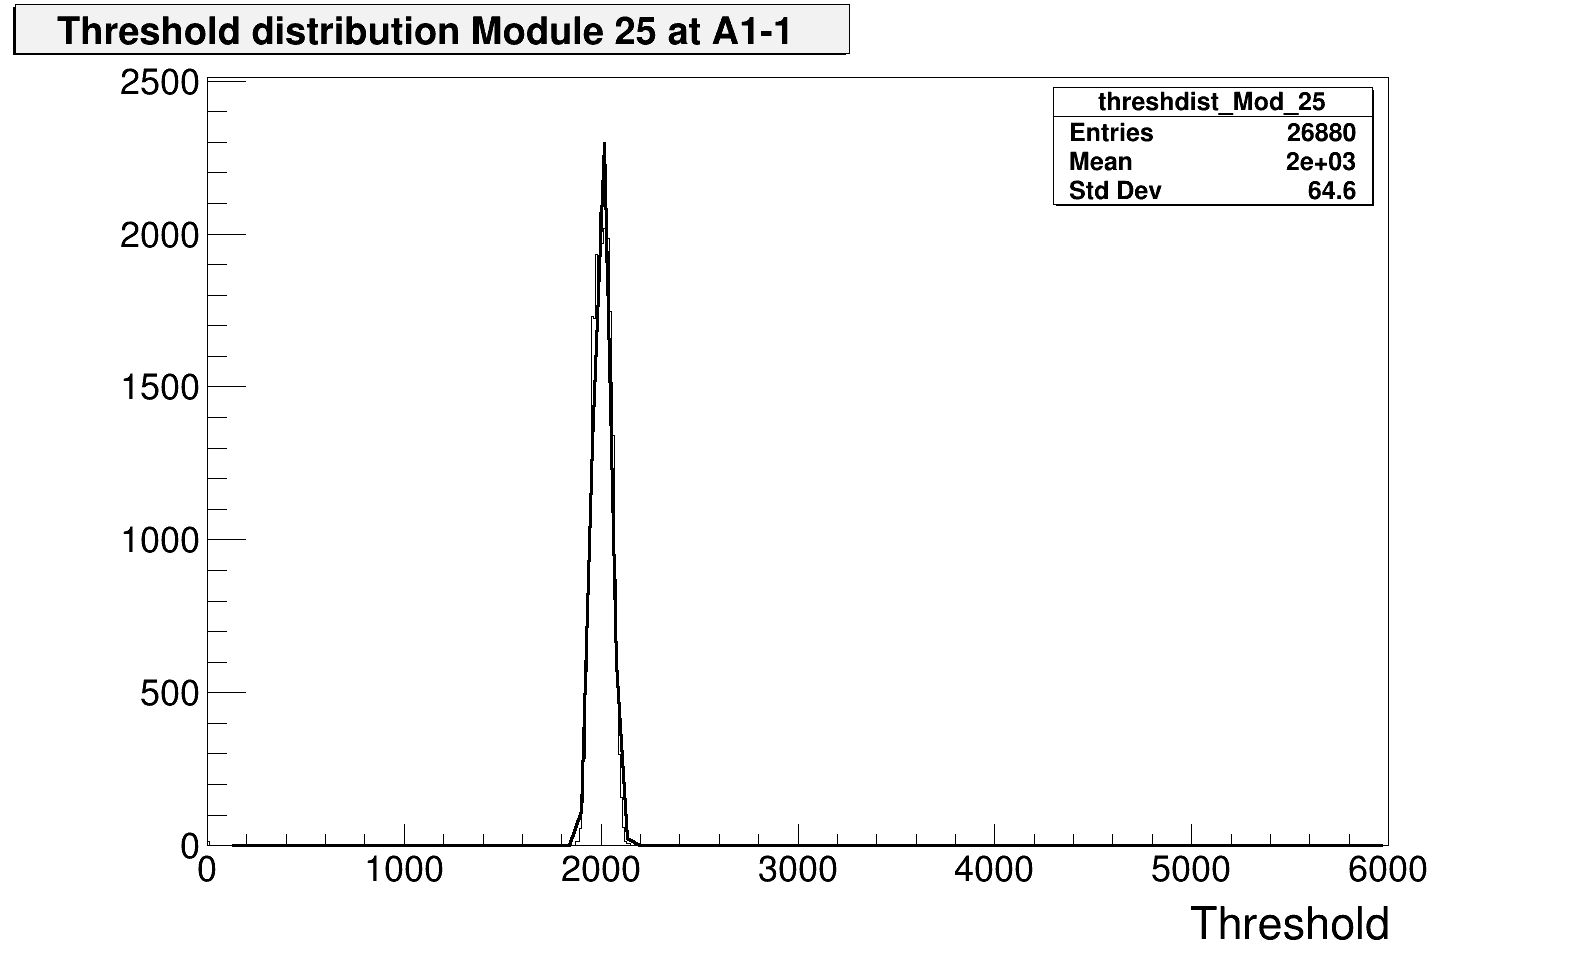 Threshold distribution Module 25 at A1-1
threshdist_Mod_25
Entries 26880
Mean 2e+03
Std Dev 64.6
2500
2000
1500
1000
500
0
0 1000 2000 3000 4000 5000 6000
Threshold